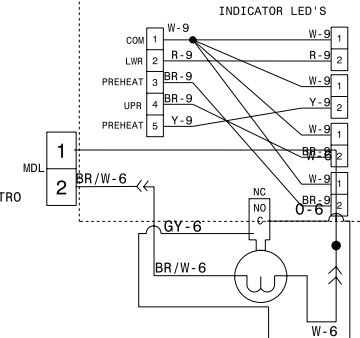 INDICATOR LED'S
W-9
COM 1 W-9 1
LWR 2 R-9 R-9 2
PREHEAT 3 BR-9 W-9 1
UPR 4 BR-9 Y-9 2
PREHEAT 5 Y-9 W-9 1
1 BR-9 W-6 2
MDL
2 BR/W-6 W-9 1
TRO NC BR-9 2
NO O-6
C
GY-6
BR/W-6
W-6